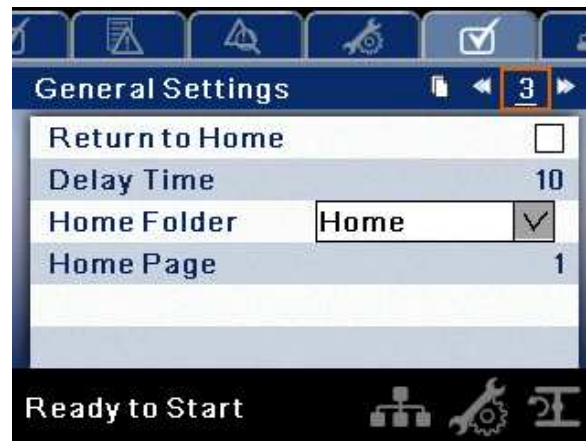 General Settings 3
Return to Home
Delay Time 10
Home Folder Home
Home Page 1
Ready to Start